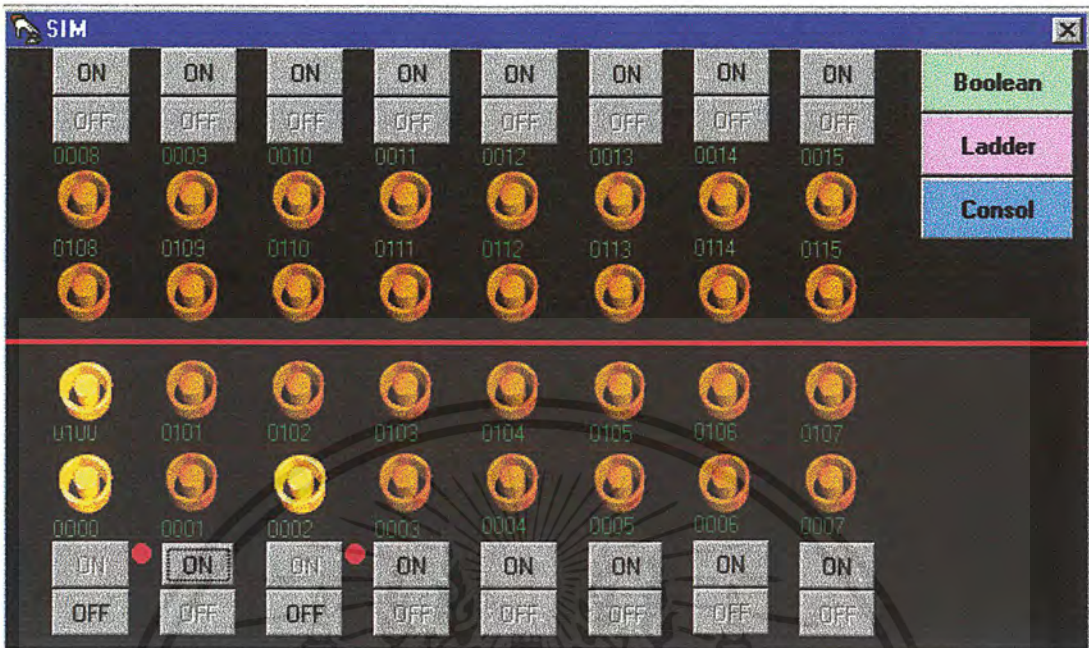 SIM
ON ON ON ON ON ON ON ON
OFF OFF OFF OFF OFF OFF OFF OFF
0008 0009 0010 0011 0012 0013 0014 0015
0108 0109 0110 0111 0112 0113 0114 0115
0100 0101 0102 0103 0104 0105 0106 0107
0000 0001 0002 0003 0004 0005 0006 0007
ON ON ON ON ON ON ON ON
OFF OFF OFF OFF OFF OFF OFF OFF
Boolean
Ladder
Consol